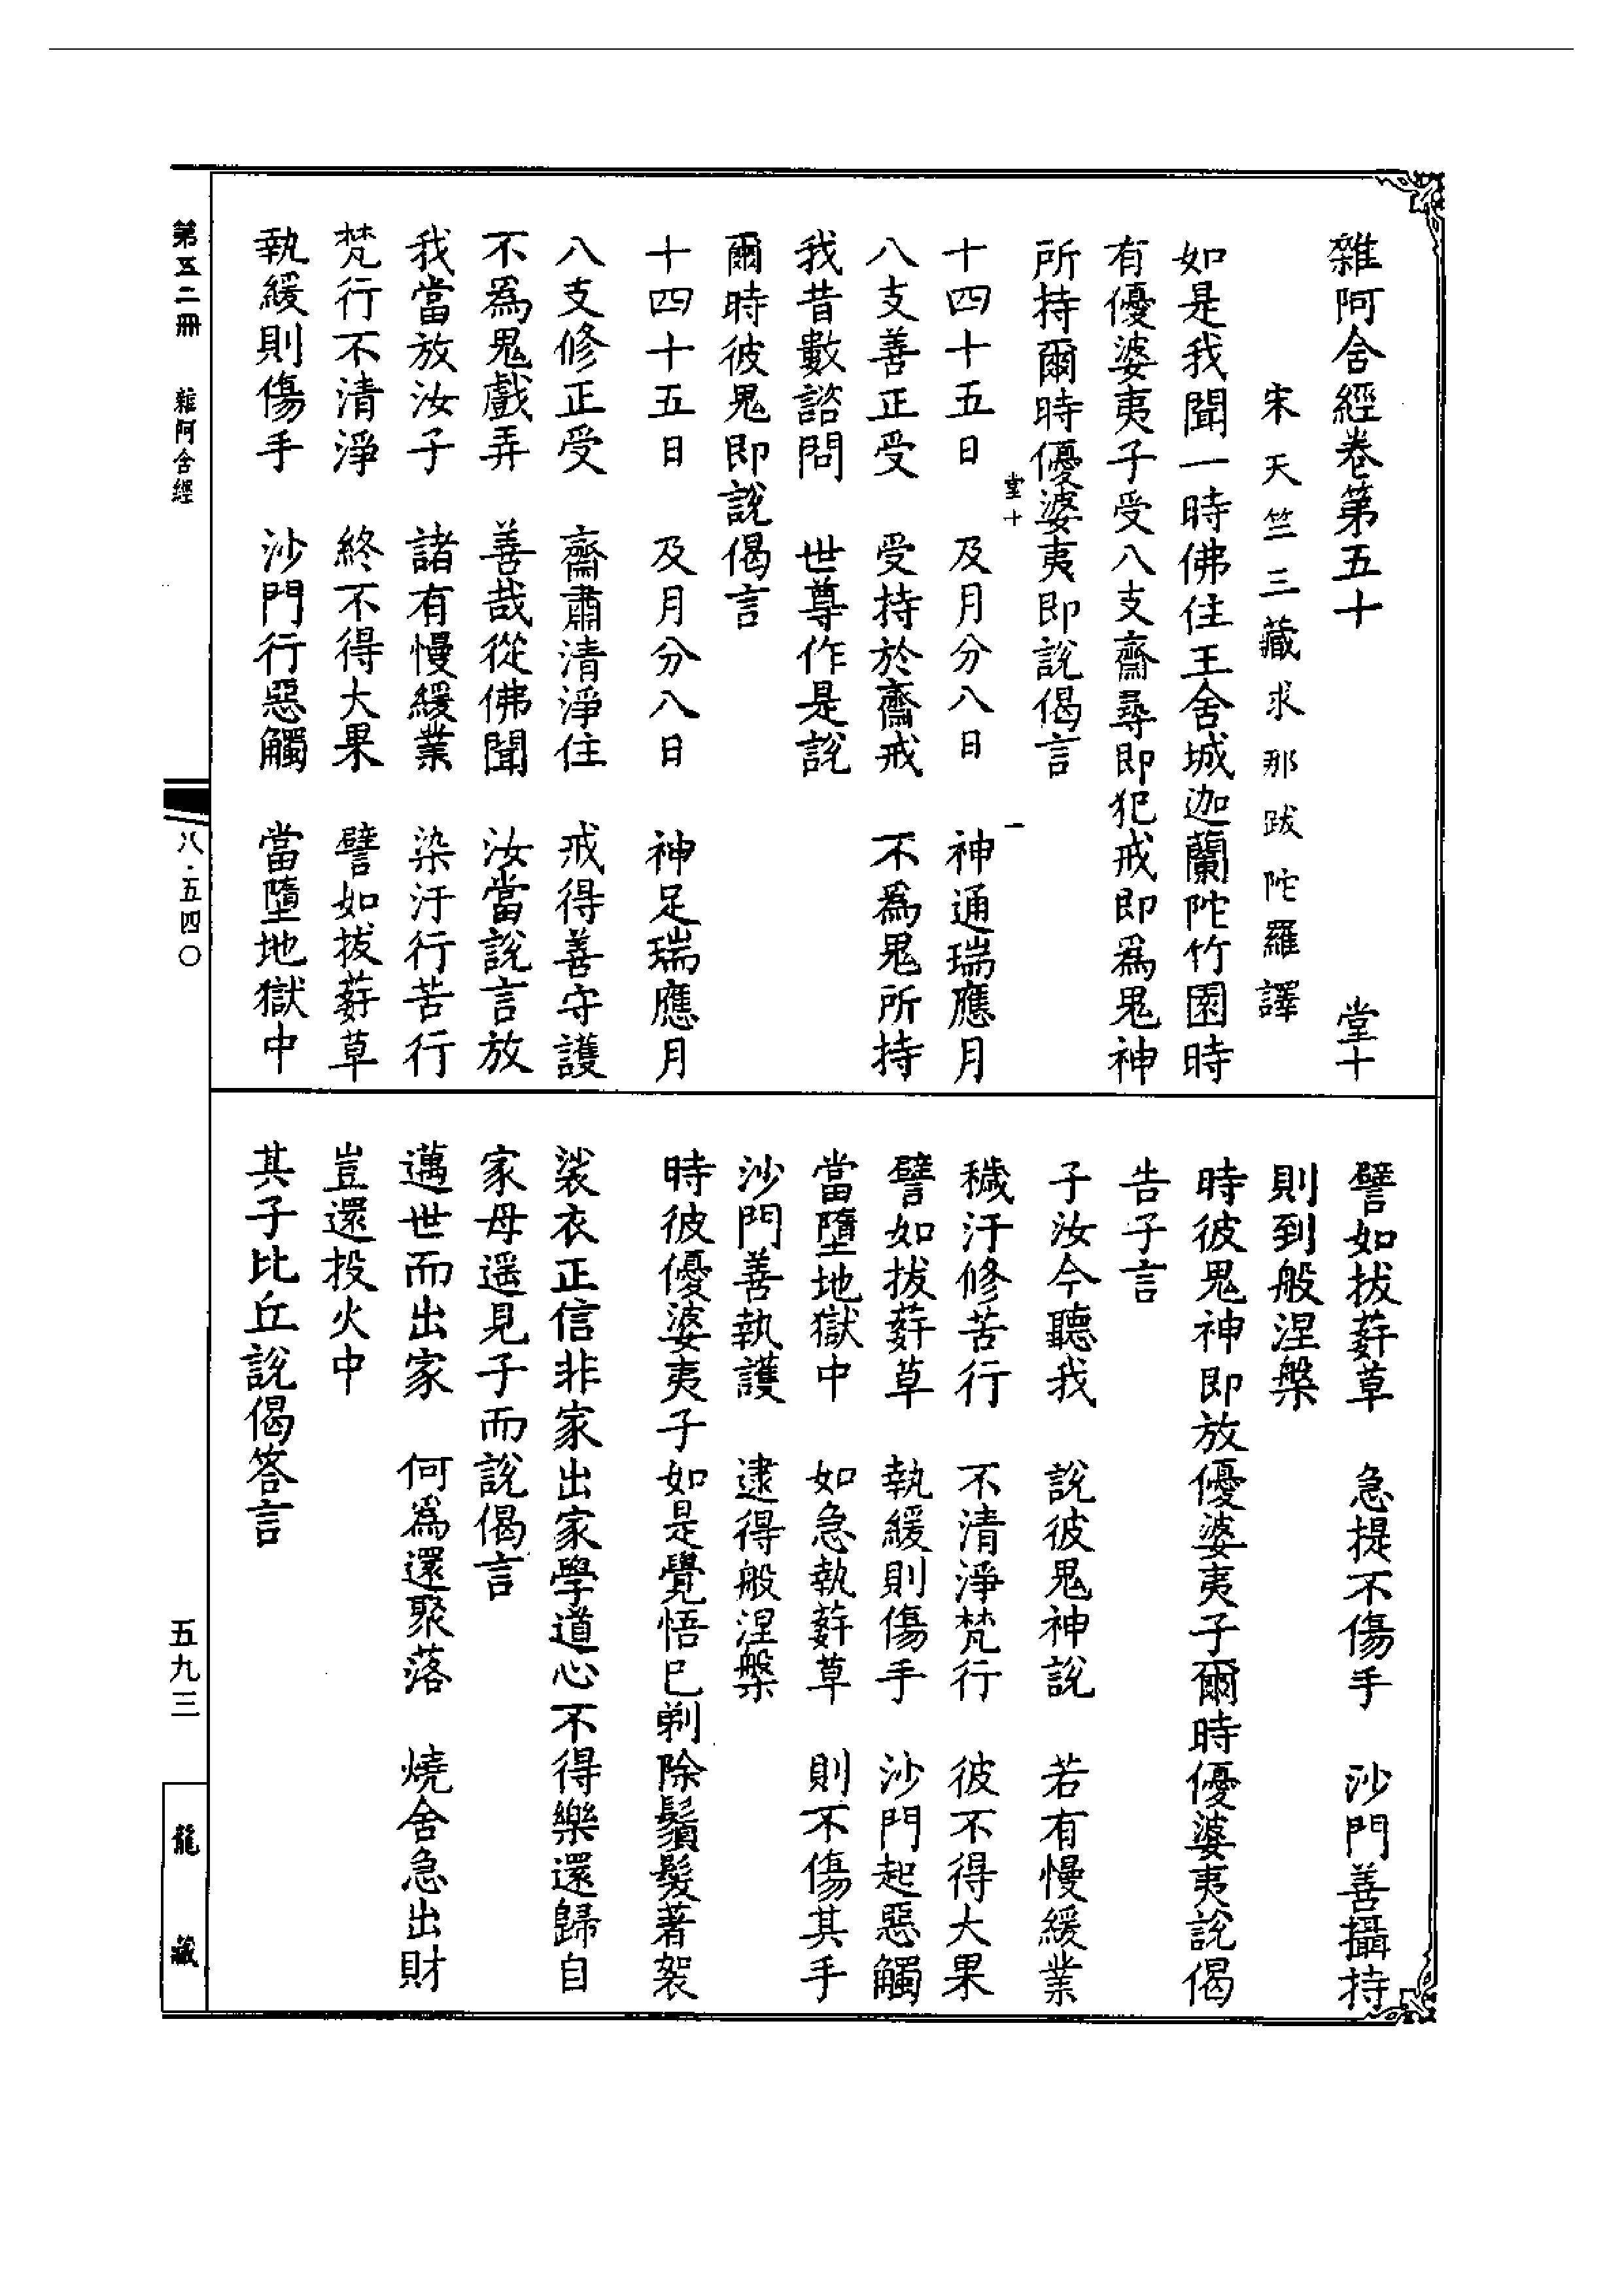 雜阿含經卷第五十　堂十
宋天竺三藏求那跋陀羅譯
如是我聞一時佛住王舍城迦蘭陀竹園時
有優婆夷子受八支齋尋即犯戒即爲鬼神
所持爾時優婆夷即說偈言
堂十　一
十四十五日　及月分八日　神通瑞應月
八支善正受　受持於齋戒　不爲鬼所持
我昔數諮問　世尊作是說
爾時彼鬼即說偈言
十四十五日　及月分八日　神足瑞應月
八支修正受　齋肅清淨住　戒得善守護
不爲鬼戲弄　善哉從佛聞　汝當說言放
我當放汝子　諸有慢緩業　染汙行苦行
梵行不清淨　終不得大果　譬如拔葌草
執緩則傷手　沙門行惡觸　當墮地獄中
譬如拔葌草　急捉不傷手　沙門善攝持
則到般涅槃
時彼鬼神即放優婆夷子爾時優婆夷說偈
告子言
子汝今聽我　說彼鬼神說　若有慢緩業
穢汙修苦行　不清淨梵行　彼不得大果
譬如拔葌草　執緩則傷手　沙門起惡觸
當墮地獄中　如急執葌草　則不傷其手
沙門善執護　逮得般涅槃
時彼優婆夷子如是覺悟已剃除鬚髮著袈
裟衣正信非家出家學道心不得樂還歸自
家母遥見子而說偈言
邁世而出家　何爲還聚落　燒舍急出財
豈還投火中
其子比丘說偈答言
第五二冊　雜阿含經
八·五四〇
五九三
龍藏